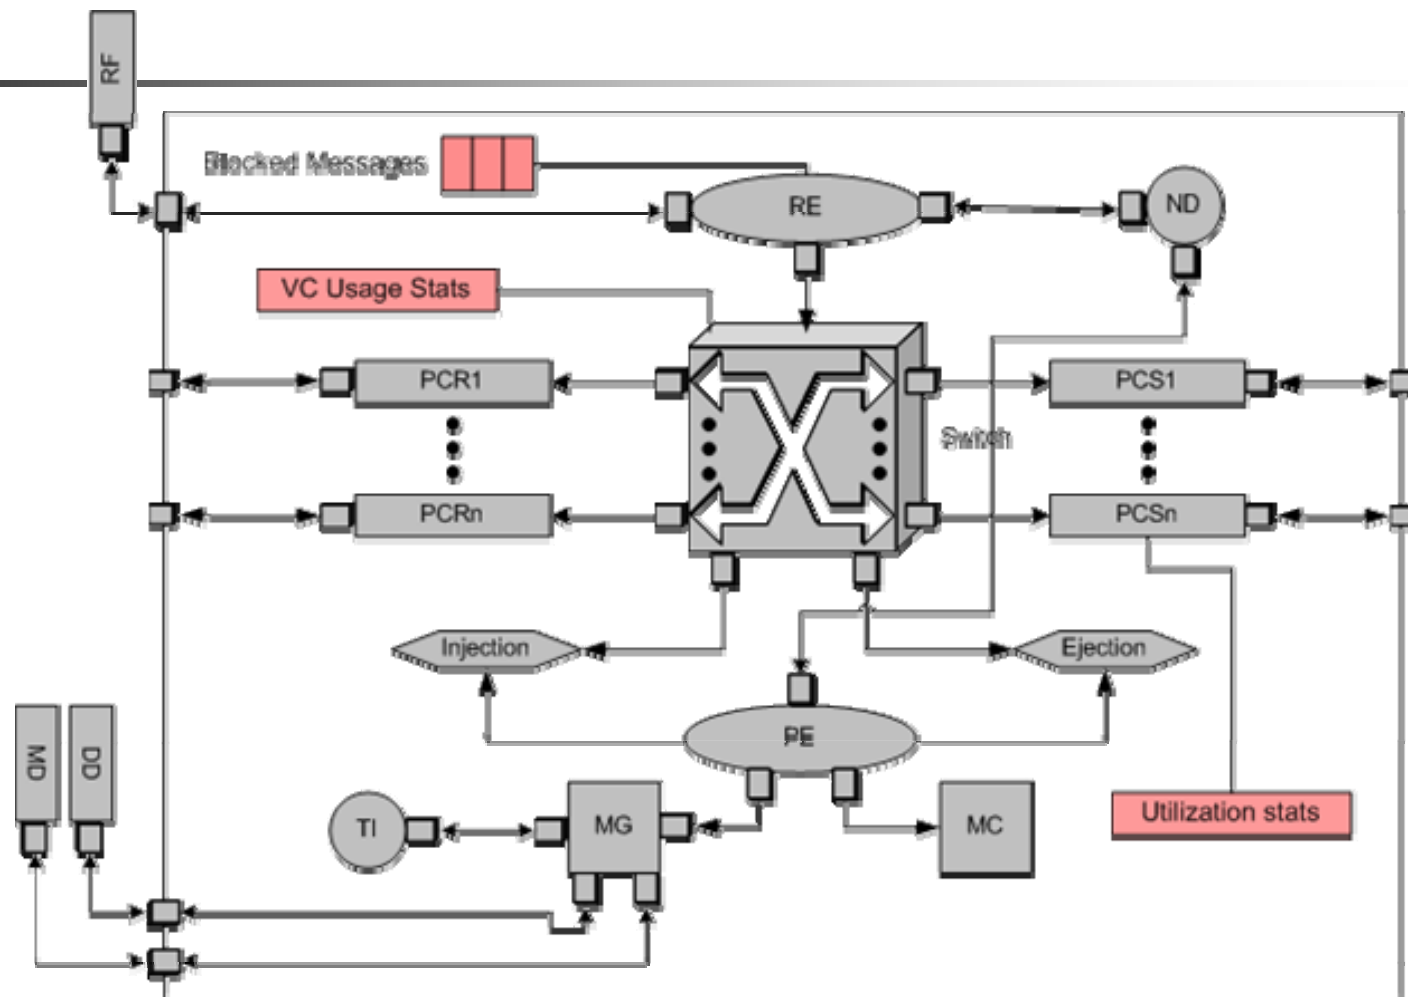 RF
Blocked Messages
RE
ND
VC Usage Stats
PCR1
PCS1
Switch
PCRn
PCSn
Injection
Ejection
PE
MD
DD
TI
MG
MC
Utilization stats